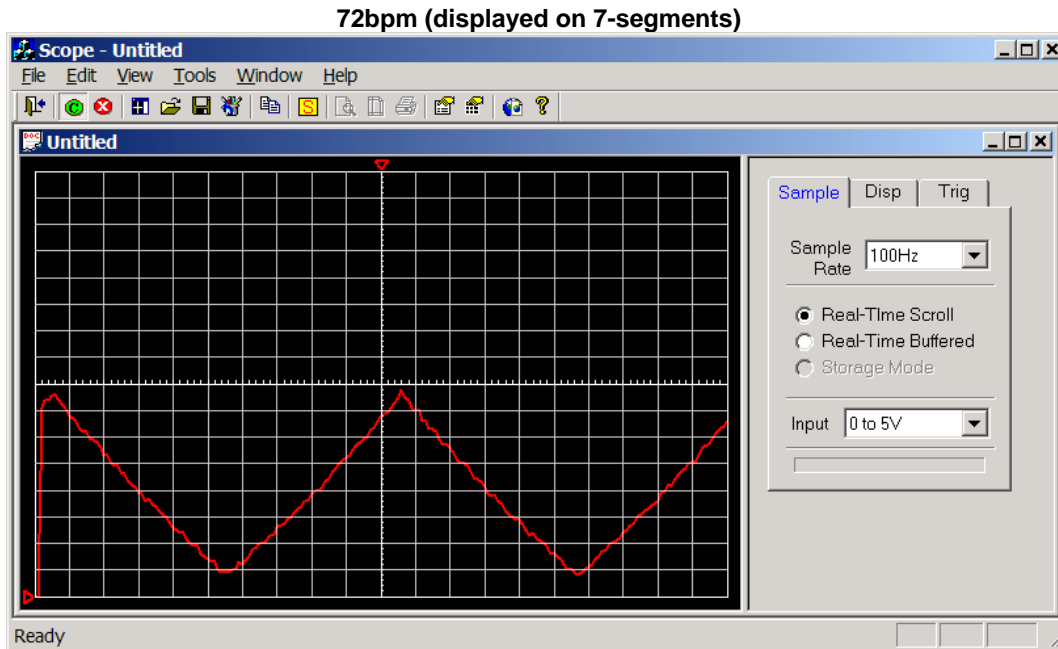 72bpm (displayed on 7-segments)
Scope - Untitled
File Edit View Tools Window Help
Untitled
Sample Disp Trig
Sample Rate 100Hz
Real-TIme Scroll
Real-Time Buffered
Storage Mode
Input 0 to 5V
Ready